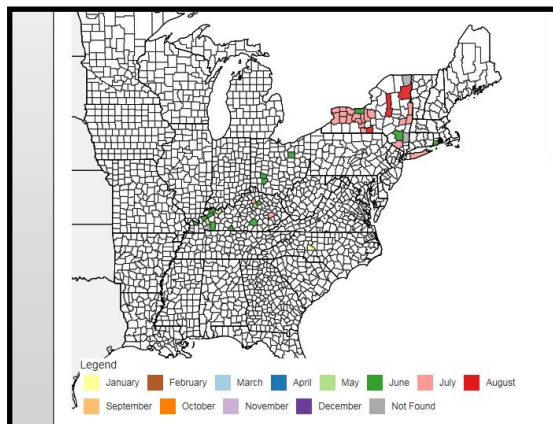 Legend
January February March April May June July August
September October November December Not Found